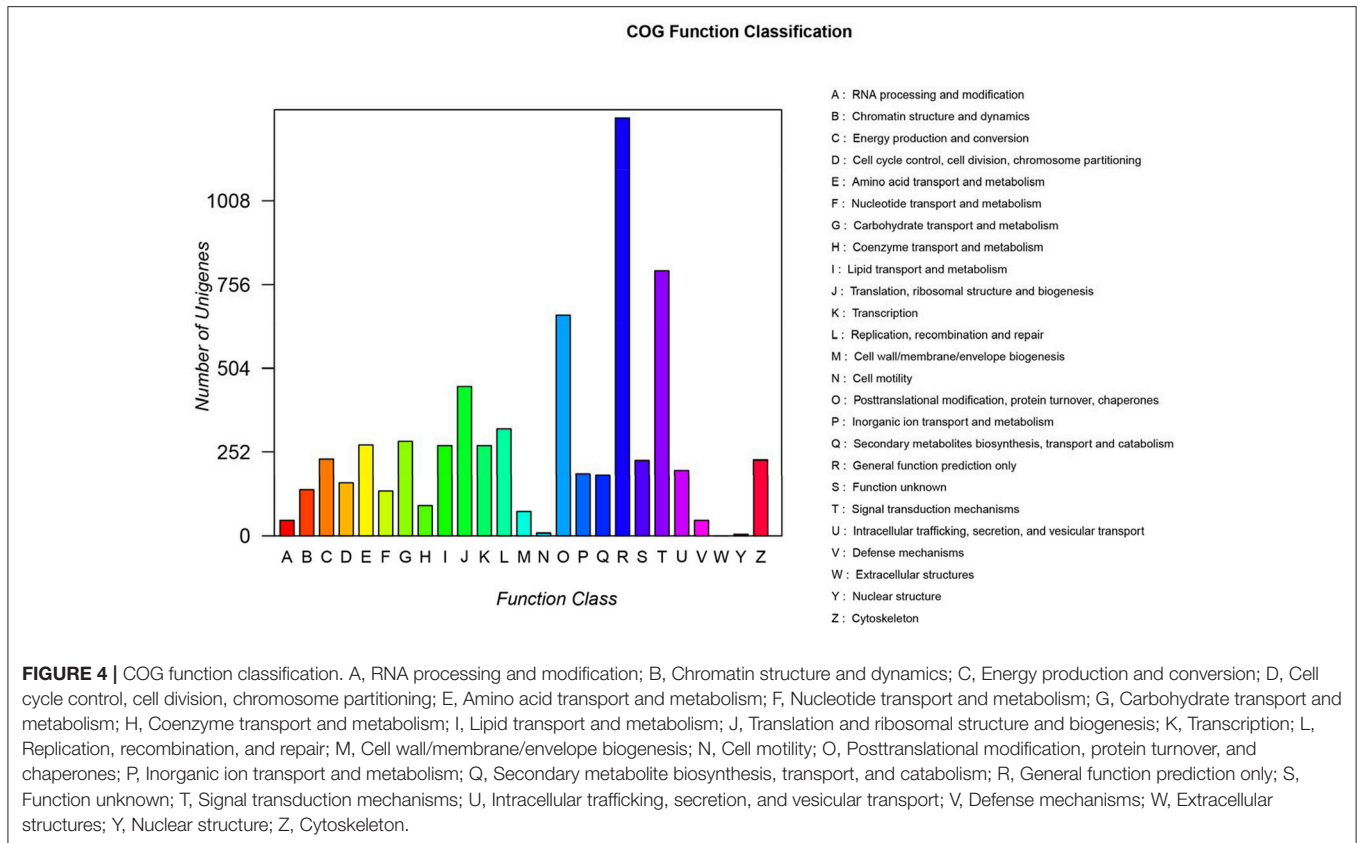 COG Function Classification
1008
756
504
252
0
Number of Unigenes
A B C D E F G H I J K L M N O P Q R S T U V W Y Z
Function Class
A : RNA processing and modification
B : Chromatin structure and dynamics
C : Energy production and conversion
D : Cell cycle control, cell division, chromosome partitioning
E : Amino acid transport and metabolism
F : Nucleotide transport and metabolism
G : Carbohydrate transport and metabolism
H : Coenzyme transport and metabolism
I : Lipid transport and metabolism
J : Translation, ribosomal structure and biogenesis
K : Transcription
L : Replication, recombination and repair
M : Cell wall/membrane/envelope biogenesis
N : Cell motility
O : Posttranslational modification, protein turnover, chaperones
P : Inorganic ion transport and metabolism
Q : Secondary metabolites biosynthesis, transport and catabolism
R : General function prediction only
S : Function unknown
T : Signal transduction mechanisms
U : Intracellular trafficking, secretion, and vesicular transport
V : Defense mechanisms
W : Extracellular structures
Y : Nuclear structure
Z : Cytoskeleton
FIGURE 4 | COG function classification. A, RNA processing and modification; B, Chromatin structure and dynamics; C, Energy production and conversion; D, Cell
cycle control, cell division, chromosome partitioning; E, Amino acid transport and metabolism; F, Nucleotide transport and metabolism; G, Carbohydrate transport and
metabolism; H, Coenzyme transport and metabolism; I, Lipid transport and metabolism; J, Translation and ribosomal structure and biogenesis; K, Transcription; L,
Replication, recombination, and repair; M, Cell wall/membrane/envelope biogenesis; N, Cell motility; O, Posttranslational modification, protein turnover, and
chaperones; P, Inorganic ion transport and metabolism; Q, Secondary metabolite biosynthesis, transport, and catabolism; R, General function prediction only; S,
Function unknown; T, Signal transduction mechanisms; U, Intracellular trafficking, secretion, and vesicular transport; V, Defense mechanisms; W, Extracellular
structures; Y, Nuclear structure; Z, Cytoskeleton.